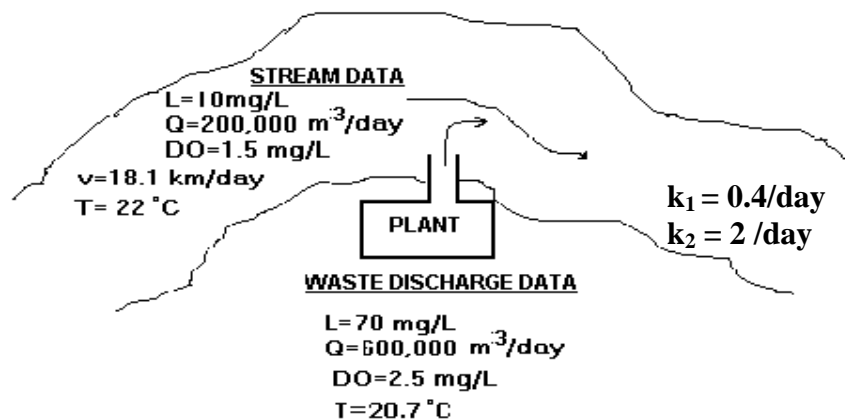 STREAM DATA
L=10mg/L
Q=200,000 m³/day
DO=1.5 mg/L
v=18.1 km/day
T= 22 °C
k₁ = 0.4/day
k₂ = 2 /day
PLANT
WASTE DISCHARGE DATA
L=70 mg/L
Q=600,000 m³/day
DO=2.5 mg/L
T=20.7 °C